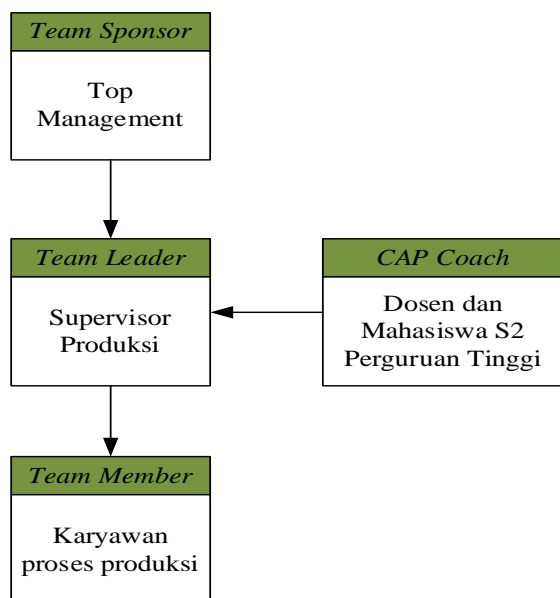 Team Sponsor
Top
Management
Team Leader
Supervisor
Produksi
CAP Coach
Dosen dan
Mahasiswa S2
Perguruan Tinggi
Team Member
Karyawan
proses produksi